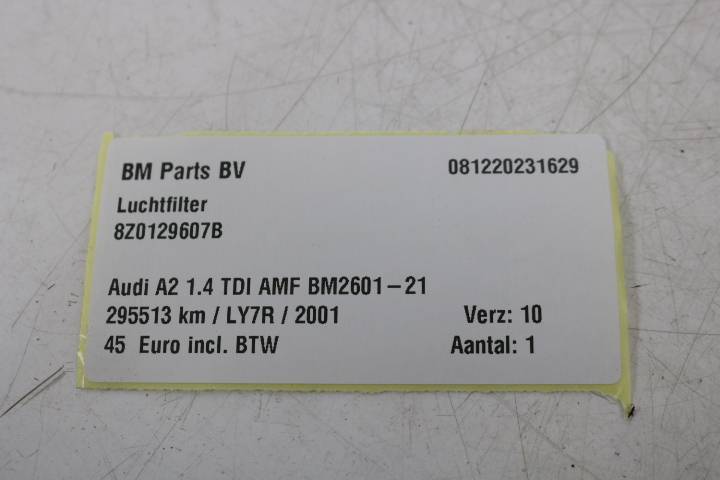 BM Parts BV 081220231629
Luchtfilter
8Z0129607B
Audi A2 1.4 TDI AMF BM2601-21
295513 km / LY7R / 2001 Verz: 10
45 Euro incl. BTW Aantal: 1